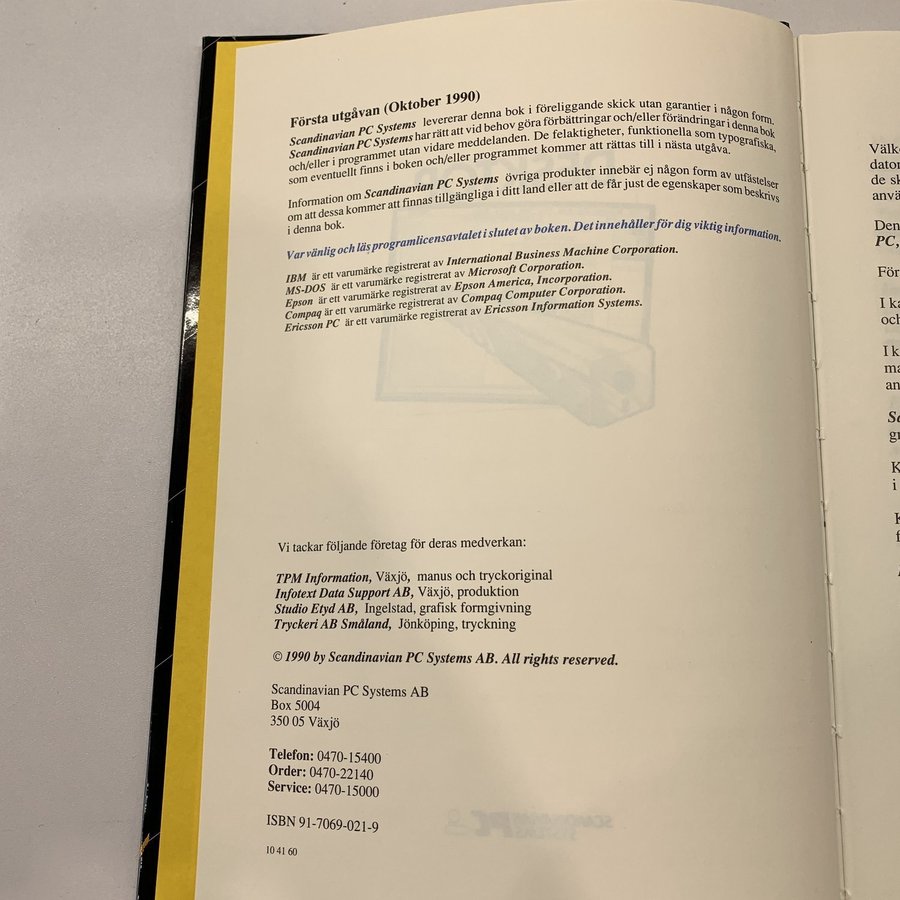 Första utgåvan (Oktober 1990)
Scandinavian PC Systems levererar denna bok i föreliggande skick utan garantier i någon form.
Scandinavian PC Systems har rätt att vid behov göra förbättringar och/eller förändringar i denna bok
och/eller i programmet utan vidare meddelanden. De felaktigheter, funktionella som typografiska,
som eventuellt finns i boken och/eller programmet kommer att rättas till i nästa utgåva.
Information om Scandinavian PC Systems övriga produkter innebär ej någon form av utfästelser
om att dessa kommer att finnas tillgängliga i ditt land eller att de får just de egenskaper som beskrivs
i denna bok.
Var vänlig och läs programlicensavtalet i slutet av boken. Det innehåller för dig viktig information.
IBM är ett varumärke registrerat av International Business Machine Corporation.
MS-DOS är ett varumärke registrerat av Microsoft Corporation.
Epson är ett varumärke registrerat av Epson America, Incorporation.
Compaq är ett varumärke registrerat av Compaq Computer Corporation.
Ericsson PC är ett varumärke registrerat av Ericsson Information Systems.
Vi tackar följande företag för deras medverkan:
TPM Information, Växjö, manus och tryckoriginal
Infotext Data Support AB, Växjö, produktion
Studio Etyd AB, Ingelstad, grafisk formgivning
Tryckeri AB Småland, Jönköping, tryckning
© 1990 by Scandinavian PC Systems AB. All rights reserved.
Scandinavian PC Systems AB
Box 5004
350 05 Växjö
Telefon: 0470-15400
Order: 0470-22140
Service: 0470-15000
ISBN 91-7069-021-9
10 41 60
Den
PC,
För
I ka
och